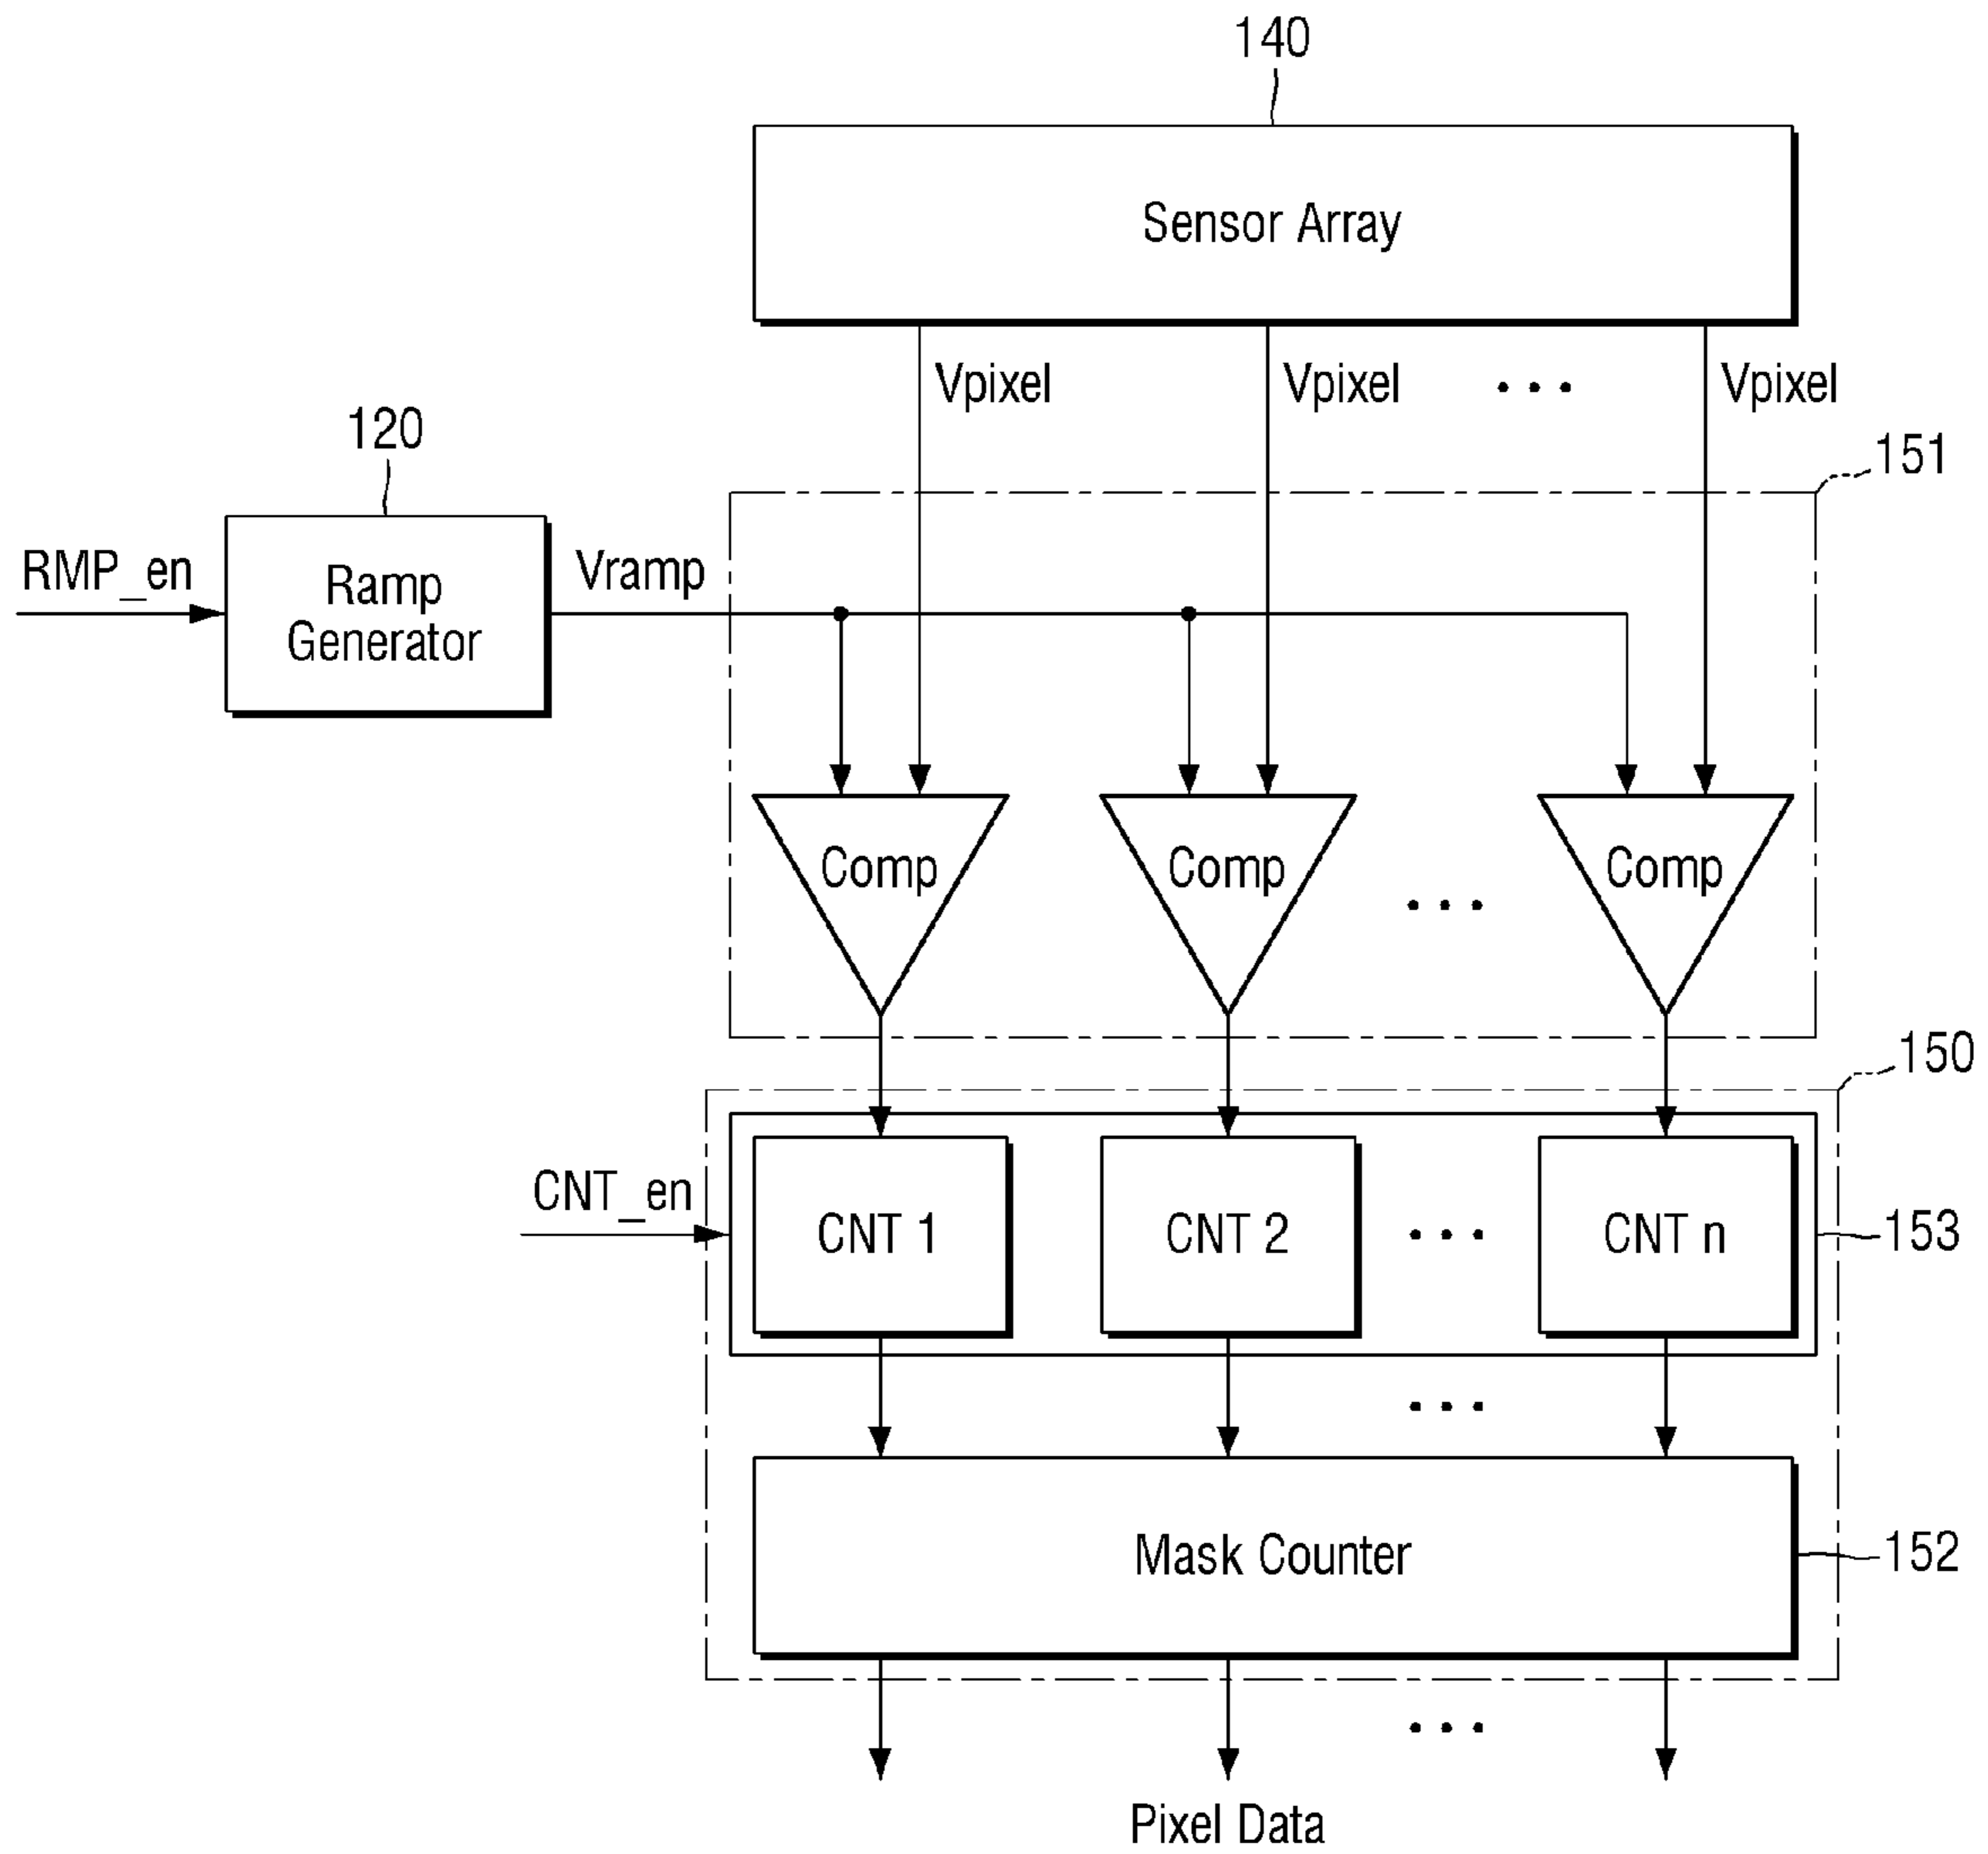 140
Sensor Array
Vpixel Vpixel ... Vpixel
120
151
RMP_en
Ramp
Generator
Vramp
Comp Comp ... Comp
150
CNT_en
CNT 1 CNT 2 ... CNT n
153
...
Mask Counter
152
...
Pixel Data